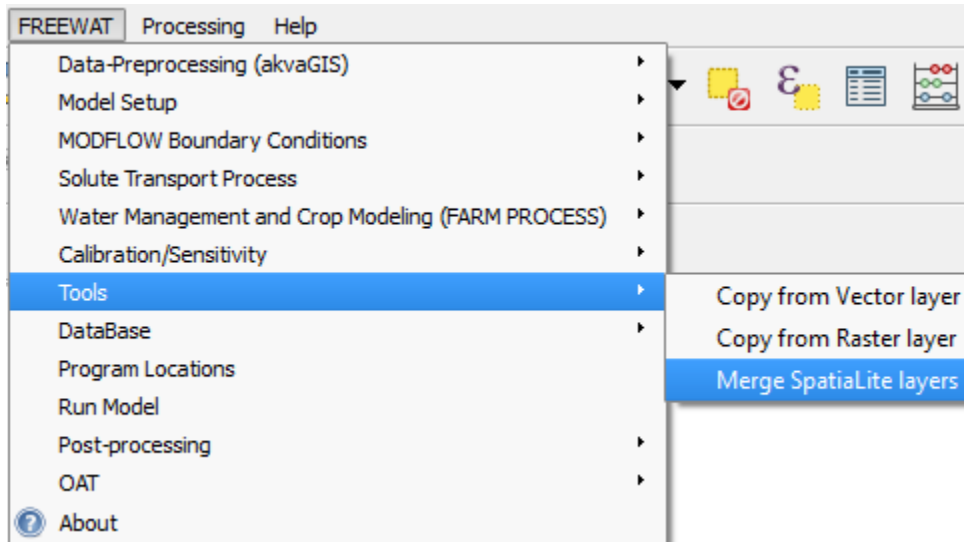 FREEWAT Processing Help
Data-Preprocessing (akvaGIS)
Model Setup
MODFLOW Boundary Conditions
Solute Transport Process
Water Management and Crop Modeling (FARM PROCESS)
Calibration/Sensitivity
Tools
Copy from Vector layer
Copy from Raster layer
Merge SpatiaLite layers
DataBase
Program Locations
Run Model
Post-processing
OAT
About